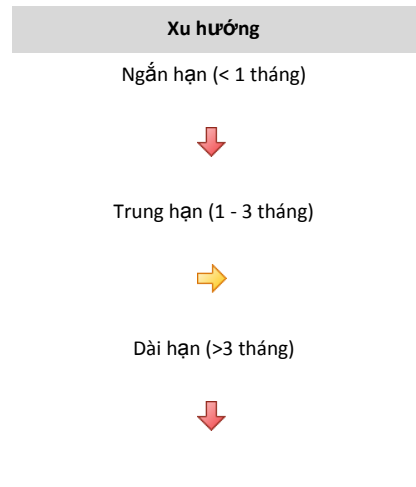 Xu hướng
Ngắn hạn (< 1 tháng)
Trung hạn (1 - 3 tháng)
Dài hạn (>3 tháng)